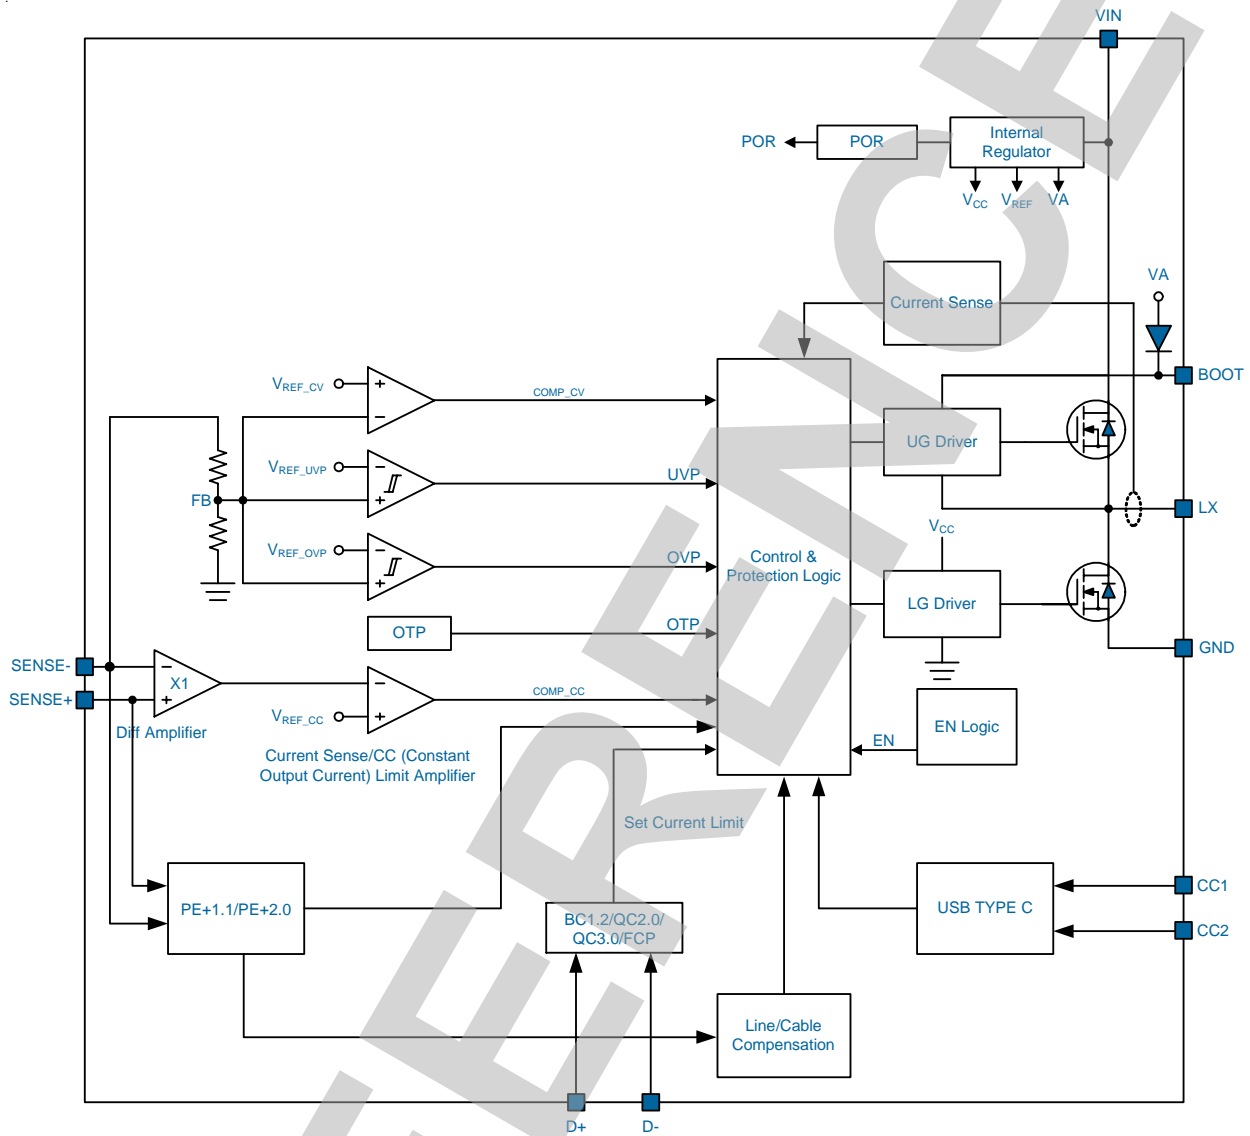 VIN
POR
POR
Internal
Regulator
VCC
VREF
VA
Current Sense
VA
BOOT
VREF_CV
+
−
COMP_CV
UG Driver
VREF_UVP
−
+
UVP
FB
LX
VCC
VREF_OVP
−
+
OVP
Control &
Protection Logic
LG Driver
OTP
OTP
GND
SENSE-
SENSE+
−
X1
+
Diff Amplifier
−
+
VREF_CC
COMP_CC
Current Sense/CC (Constant
Output Current) Limit Amplifier
EN
EN Logic
Set Current Limit
PE+1.1/PE+2.0
BC1.2/QC2.0/
QC3.0/FCP
USB TYPE C
CC1
CC2
Line/Cable
Compensation
D+
D-